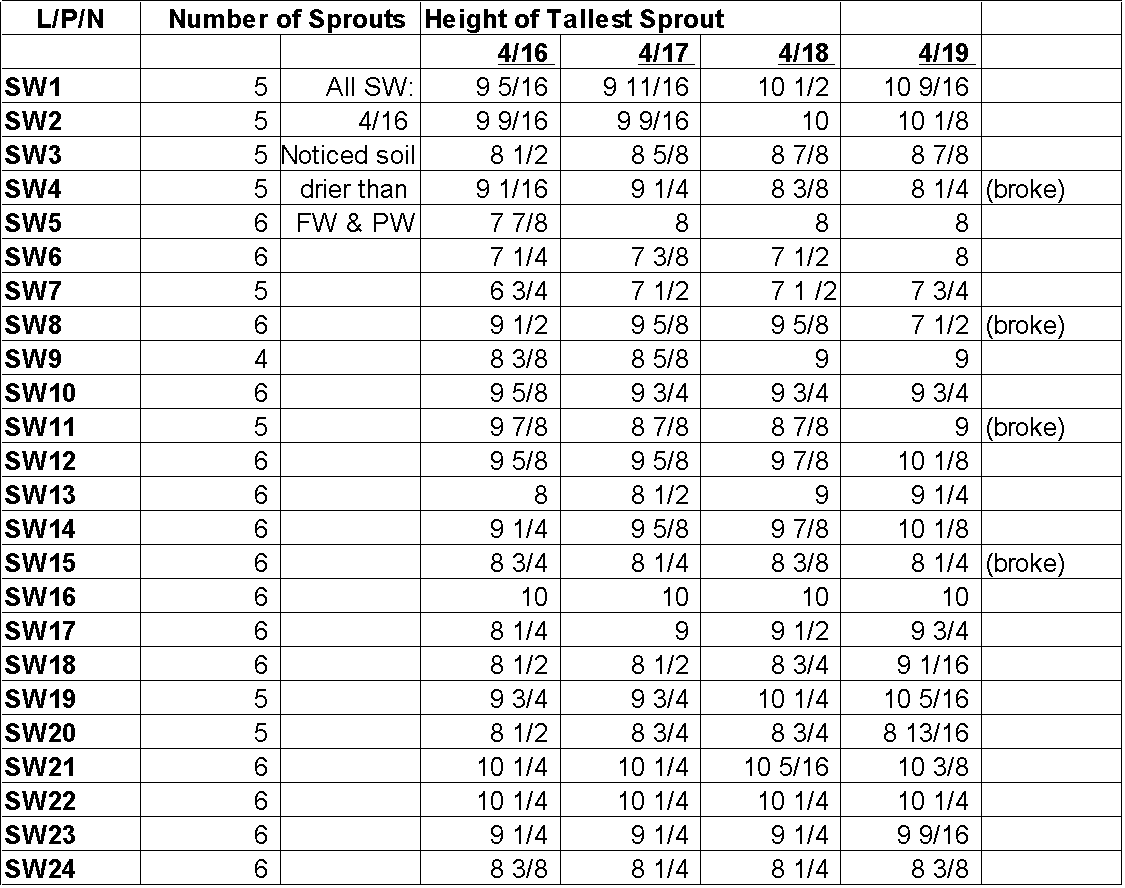 L/P/N Number of Sprouts Height of Tallest Sprout
4/16 4/17 4/18 4/19
SW1 5 All SW: 9 5/16 9 11/16 10 1/2 10 9/16
SW2 5 4/16 9 9/16 9 9/16 10 10 1/8
SW3 5 Noticed soil 8 1/2 8 5/8 8 7/8 8 7/8
SW4 5 drier than 9 1/16 9 1/4 8 3/8 8 1/4 (broke)
SW5 6 FW & PW 7 7/8 8 8 8
SW6 6 7 1/4 7 3/8 7 1/2 8
SW7 5 6 3/4 7 1/2 7 1 /2 7 3/4
SW8 6 9 1/2 9 5/8 9 5/8 7 1/2 (broke)
SW9 4 8 3/8 8 5/8 9 9
SW10 6 9 5/8 9 3/4 9 3/4 9 3/4
SW11 5 9 7/8 8 7/8 8 7/8 9 (broke)
SW12 6 9 5/8 9 5/8 9 7/8 10 1/8
SW13 6 8 8 1/2 9 9 1/4
SW14 6 9 1/4 9 5/8 9 7/8 10 1/8
SW15 6 8 3/4 8 1/4 8 3/8 8 1/4 (broke)
SW16 6 10 10 10 10
SW17 6 8 1/4 9 9 1/2 9 3/4
SW18 6 8 1/2 8 1/2 8 3/4 9 1/16
SW19 5 9 3/4 9 3/4 10 1/4 10 5/16
SW20 5 8 1/2 8 3/4 8 3/4 8 13/16
SW21 6 10 1/4 10 1/4 10 5/16 10 3/8
SW22 6 10 1/4 10 1/4 10 1/4 10 1/4
SW23 6 9 1/4 9 1/4 9 1/4 9 9/16
SW24 6 8 3/8 8 1/4 8 1/4 8 3/8